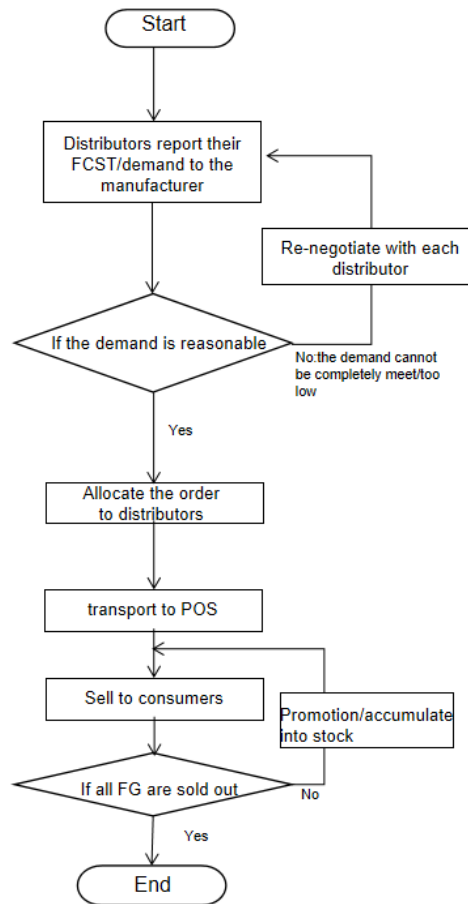 Start
Distributors report their
FCST/demand to the
manufacturer
Re-negotiate with each
distributor
If the demand is reasonable
No:the demand cannot
be completely meet/too
low
Yes
Allocate the order
to distributors
transport to POS
Sell to consumers
Promotion/accumulate
into stock
If all FG are sold out
No
Yes
End